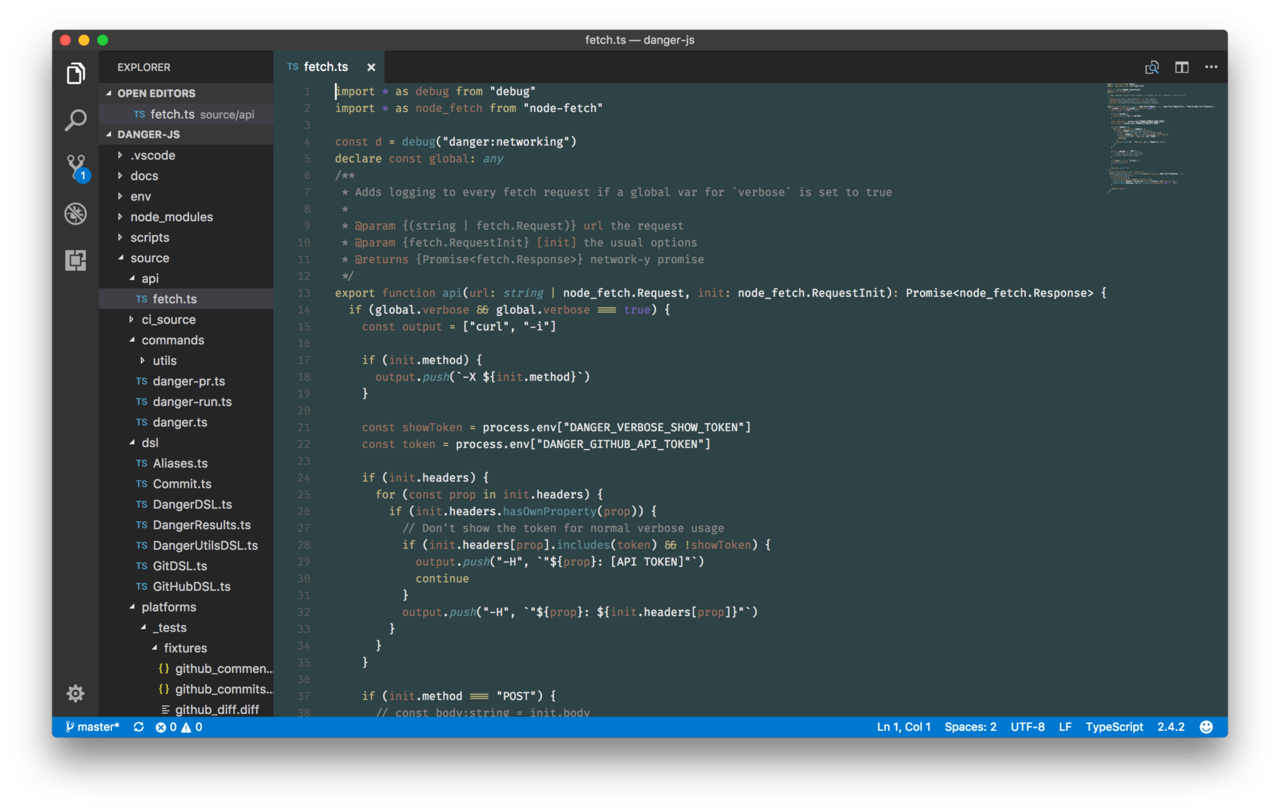 fetch.ts — danger-js
EXPLORER
OPEN EDITORS
TS fetch.ts source/api
DANGER-JS
.vscode
docs
env
node_modules
scripts
source
api
TS fetch.ts
ci_source
commands
utils
TS danger-pr.ts
TS danger-run.ts
TS danger.ts
dsl
TS Aliases.ts
TS Commit.ts
TS DangerDSL.ts
TS DangerResults.ts
TS DangerUtilsDSL.ts
TS GitDSL.ts
TS GitHubDSL.ts
platforms
_tests
fixtures
{} github_commen...
{} github_commits...
github_diff.diff
1
TS fetch.ts ×
1 import * as debug from "debug"
2 import * as node_fetch from "node-fetch"
3
4 const d = debug("danger:networking")
5 declare const global: any
6 /**
7  * Adds logging to every fetch request if a global var for `verbose` is set to true
8  *
9  * @param {(string | fetch.Request)} url the request
10  * @param {fetch.RequestInit} [init] the usual options
11  * @returns {Promise<fetch.Response>} network-y promise
12  */
13 export function api(url: string | node_fetch.Request, init: node_fetch.RequestInit): Promise<node_fetch.Response> {
14   if (global.verbose && global.verbose === true) {
15     const output = ["curl", "-i"]
16
17     if (init.method) {
18       output.push(`-X ${init.method}`)
19     }
20
21     const showToken = process.env["DANGER_VERBOSE_SHOW_TOKEN"]
22     const token = process.env["DANGER_GITHUB_API_TOKEN"]
23
24     if (init.headers) {
25       for (const prop in init.headers) {
26         if (init.headers.hasOwnProperty(prop)) {
27           // Don't show the token for normal verbose usage
28           if (init.headers[prop].includes(token) && !showToken) {
29             output.push("-H", `"${prop}: [API TOKEN]"`)
30             continue
31           }
32           output.push("-H", `"${prop}: ${init.headers[prop]}"`)
33         }
34       }
35     }
36
37     if (init.method === "POST") {
38       // const body:string = init.body
master* 0 0
Ln 1, Col 1 Spaces: 2 UTF-8 LF TypeScript 2.4.2